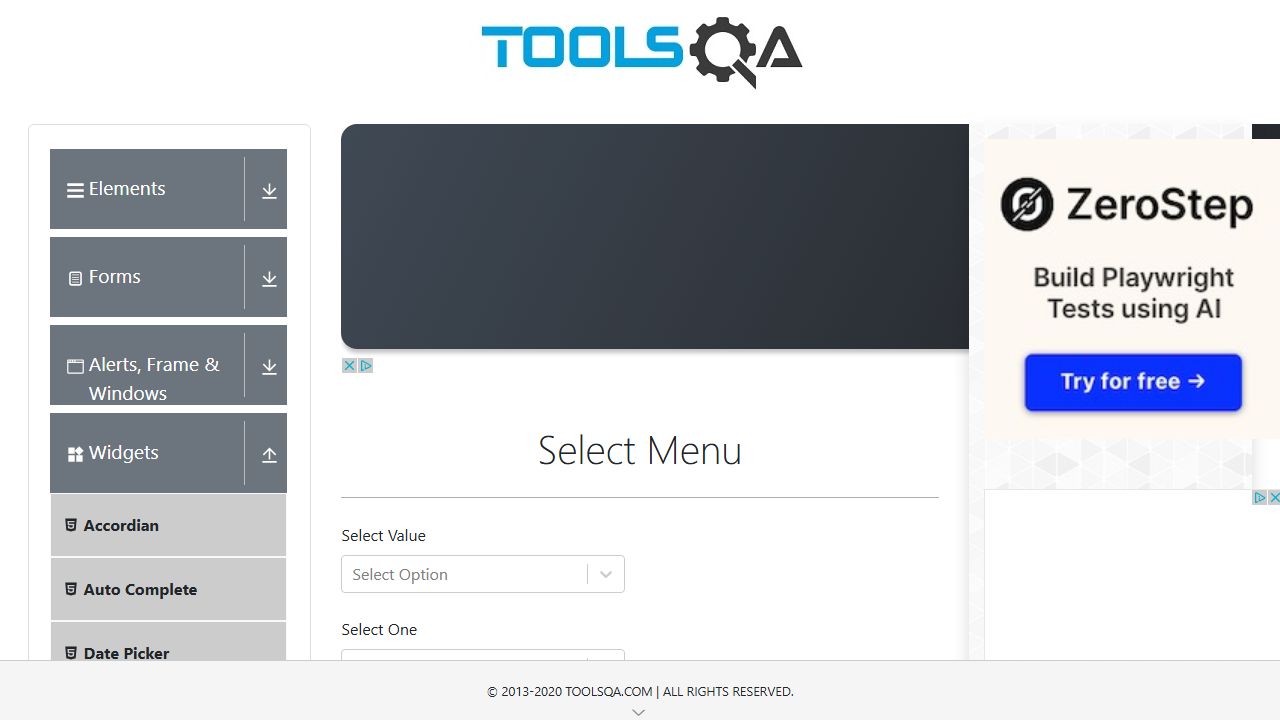 TOOLSQA
Elements
Forms
Alerts, Frame &
Windows
Widgets
Accordian
Auto Complete
Date Picker
Select Menu
Select Value
Select Option
Select One
ZeroStep
Build Playwright
Tests using AI
Try for free →
© 2013-2020 TOOLSQA.COM | ALL RIGHTS RESERVED.